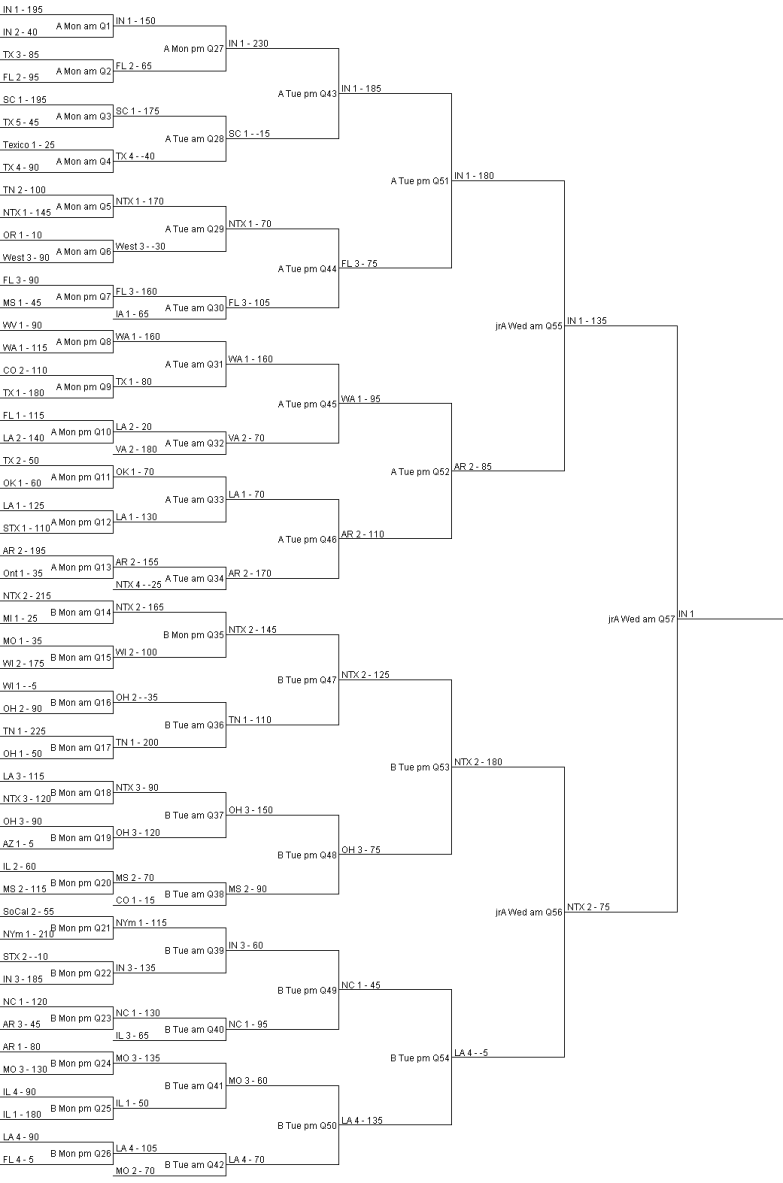 IN 1 - 195
A Mon am Q1
IN 1 - 150
IN 2 - 40
A Mon pm Q27
IN 1 - 230
TX 3 - 85
A Mon am Q2
FL 2 - 65
FL 2 - 95
A Tue pm Q43
IN 1 - 185
SC 1 - 195
A Mon am Q3
SC 1 - 175
TX 5 - 45
A Tue am Q28
SC 1 - -15
Texico 1 - 25
A Mon am Q4
TX 4 - -40
TX 4 - 90
A Tue pm Q51
IN 1 - 180
TN 2 - 100
A Mon am Q5
NTX 1 - 170
NTX 1 - 145
A Tue am Q29
NTX 1 - 70
OR 1 - 10
A Mon am Q6
West 3 - -30
West 3 - 90
A Tue pm Q44
FL 3 - 75
FL 3 - 90
A Mon pm Q7
FL 3 - 160
MS 1 - 45
A Tue am Q30
FL 3 - 105
IA 1 - 65
WV 1 - 90
jrA Wed am Q55
IN 1 - 135
A Mon pm Q8
WA 1 - 160
WA 1 - 115
A Tue am Q31
WA 1 - 160
CO 2 - 110
A Mon pm Q9
TX 1 - 80
TX 1 - 180
A Tue pm Q45
WA 1 - 95
FL 1 - 115
A Mon pm Q10
LA 2 - 20
LA 2 - 140
A Tue am Q32
VA 2 - 70
VA 2 - 180
TX 2 - 50
A Tue pm Q52
AR 2 - 85
A Mon pm Q11
OK 1 - 70
OK 1 - 60
A Tue am Q33
LA 1 - 70
LA 1 - 125
A Mon pm Q12
LA 1 - 130
STX 1 - 110
A Tue pm Q46
AR 2 - 110
AR 2 - 195
A Mon pm Q13
AR 2 - 155
Ont 1 - 35
A Tue am Q34
AR 2 - 170
NTX 4 - -25
NTX 2 - 215
B Mon am Q14
NTX 2 - 165
MI 1 - 25
jrA Wed am Q57
IN 1
B Mon pm Q35
NTX 2 - 145
MO 1 - 35
B Mon am Q15
WI 2 - 100
WI 2 - 175
B Tue pm Q47
NTX 2 - 125
WI 1 - -5
B Mon am Q16
OH 2 - -35
OH 2 - 90
B Tue am Q36
TN 1 - 110
TN 1 - 225
B Mon am Q17
TN 1 - 200
OH 1 - 50
B Tue pm Q53
NTX 2 - 180
LA 3 - 115
B Mon am Q18
NTX 3 - 90
NTX 3 - 120
B Tue am Q37
OH 3 - 150
OH 3 - 90
B Mon am Q19
OH 3 - 120
AZ 1 - 5
B Tue pm Q48
OH 3 - 75
IL 2 - 60
B Mon pm Q20
MS 2 - 70
MS 2 - 115
B Tue am Q38
MS 2 - 90
CO 1 - 15
SoCal 2 - 55
jrA Wed am Q56
NTX 2 - 75
B Mon pm Q21
NYm 1 - 115
NYm 1 - 210
B Tue am Q39
IN 3 - 60
STX 2 - -10
B Mon pm Q22
IN 3 - 135
IN 3 - 185
B Tue pm Q49
NC 1 - 45
NC 1 - 120
B Mon pm Q23
NC 1 - 130
AR 3 - 45
B Tue am Q40
NC 1 - 95
IL 3 - 65
AR 1 - 80
B Tue pm Q54
LA 4 - -5
B Mon pm Q24
MO 3 - 135
MO 3 - 130
B Tue am Q41
MO 3 - 60
IL 4 - 90
B Mon pm Q25
IL 1 - 50
IL 1 - 180
B Tue pm Q50
LA 4 - 135
LA 4 - 90
B Mon pm Q26
LA 4 - 105
FL 4 - 5
B Tue am Q42
LA 4 - 70
MO 2 - 70